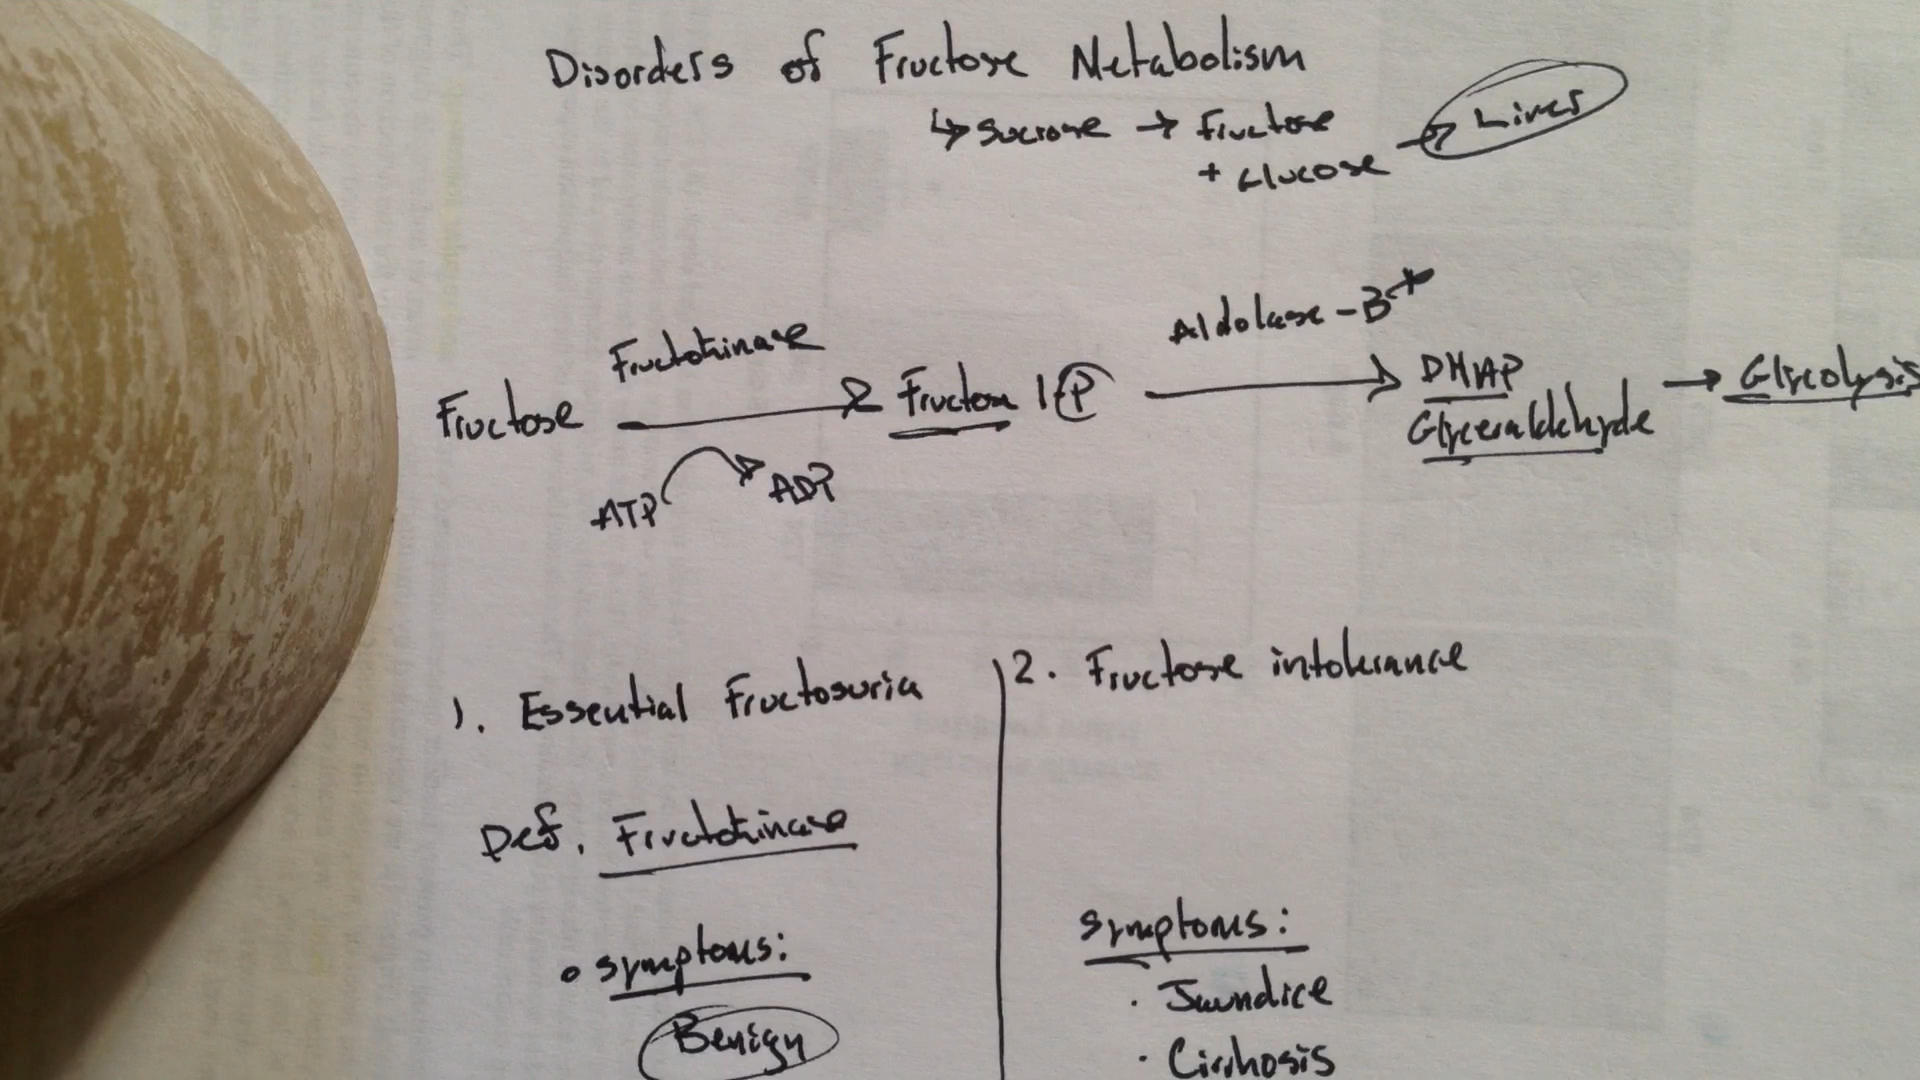 Disorders of Fructose Metabolism
↳ Sucrose → Fructose
+ Glucose → Liver
Fructokinase
Aldolase-B
Fructose → Fructose 1-P → DHAP
Glyceraldehyde → Glycolysis
ATP → ADP
1. Essential Fructosuria
2. Fructose intolerance
Def. Fructokinase
• symptoms:
Benign
symptoms:
· Jaundice
· Cirrhosis